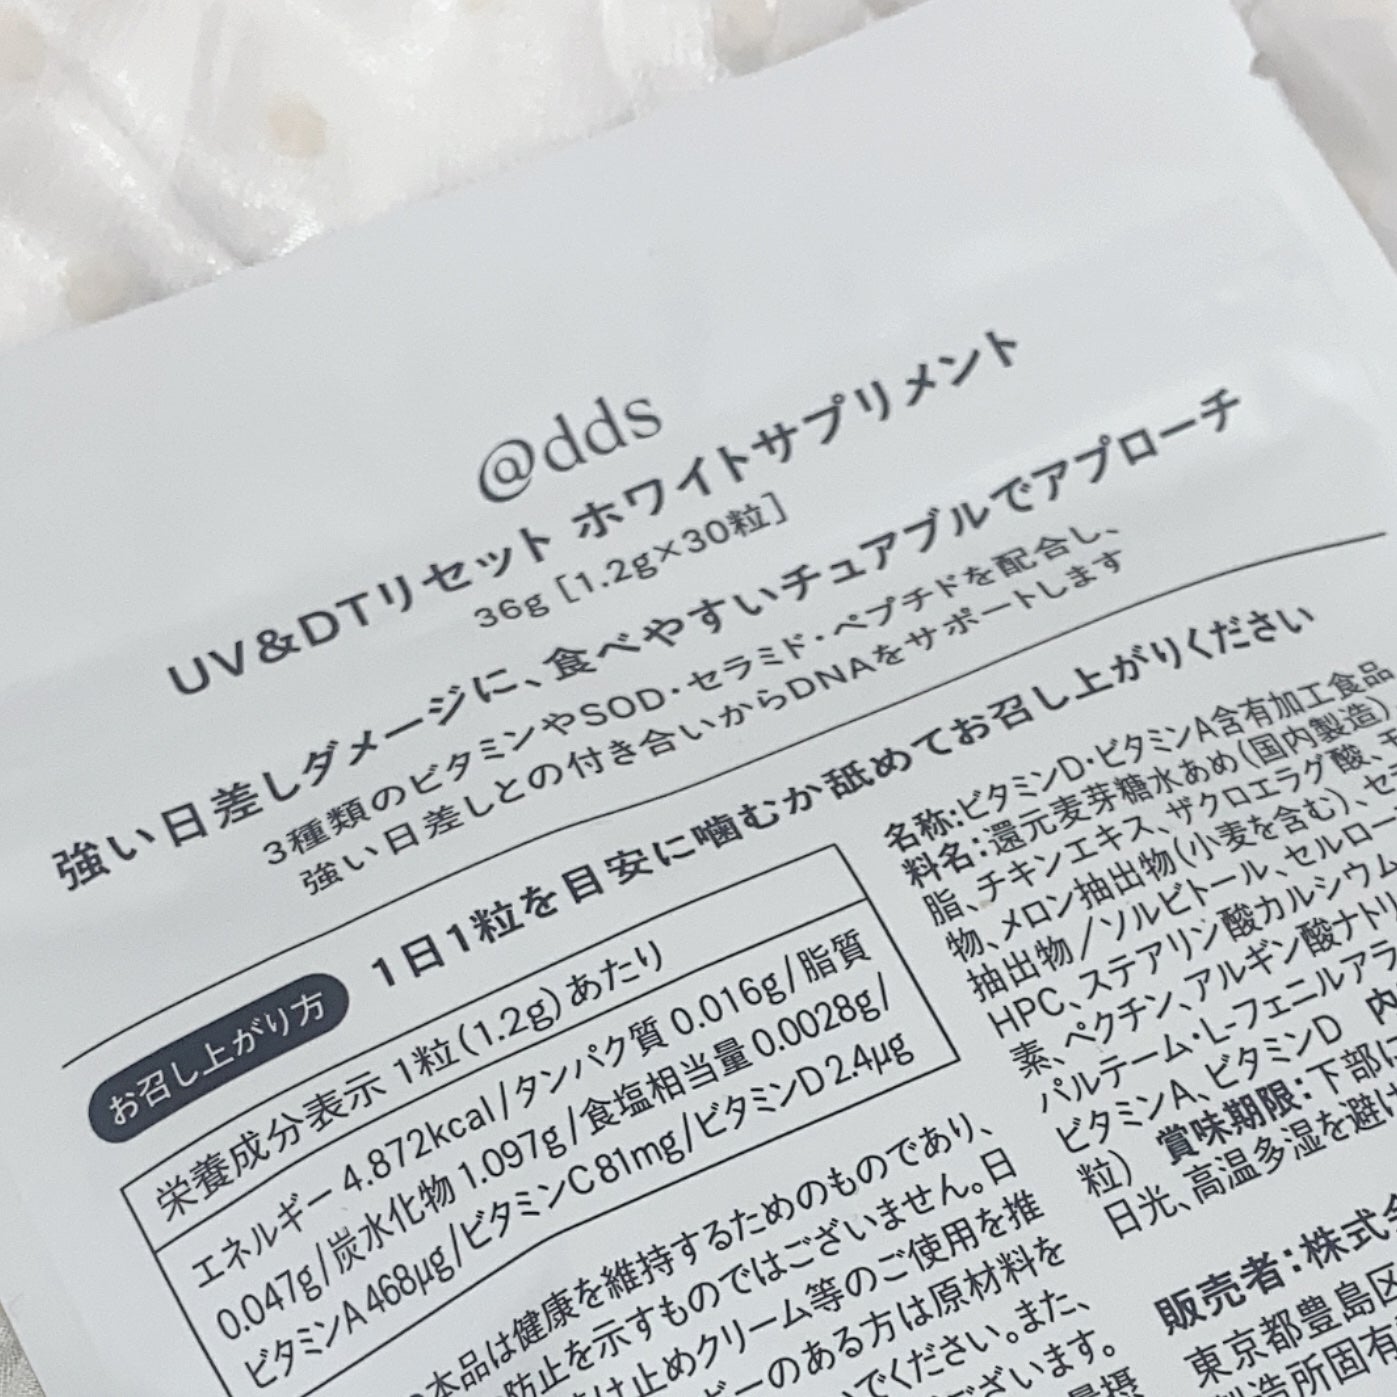 @dds
UV&DTリセット ホワイトサプリメント
36g [1.2g×30粒]
強い日差しダメージに、食べやすいチュアブルでアプローチ
3種類のビタミンやSOD・セラミド・ペプチドを配合し、
強い日差しとの付き合いからDNAをサポートします
お召し上がり方 1日1粒を目安に噛むか舐めてお召し上がりください
栄養成分表示 1粒(1.2g)あたり
エネルギー 4.872kcal/タンパク質 0.016g/脂質
0.047g/炭水化物 1.097g/食塩相当量 0.0028g/
ビタミンA 468μg/ビタミンC 81mg/ビタミンD 2.4μg
本品は健康を維持するためのものであり、
防止を示すものではございません。日
け止めクリーム等のご使用を推
ギーのある方は原材料を
でください。また、
ございます。
名称:ビタミンD・ビタミンA含有加工食品
料名:還元麦芽糖水あめ(国内製造)
脂、チキンエキス、ザクロエラグ酸、
物、メロン抽出物(小麦を含む)、セ
抽出物/ソルビトール、セルロー
HPC、ステアリン酸カルシウム
素、ペクチン、アルギン酸ナトリ
パルテーム・L-フェニルアラ
ビタミンA、ビタミンD 内
粒) 賞味期限:下部に
日光、高温多湿を避け
販売者:株式会
東京都豊島区
製造所固有